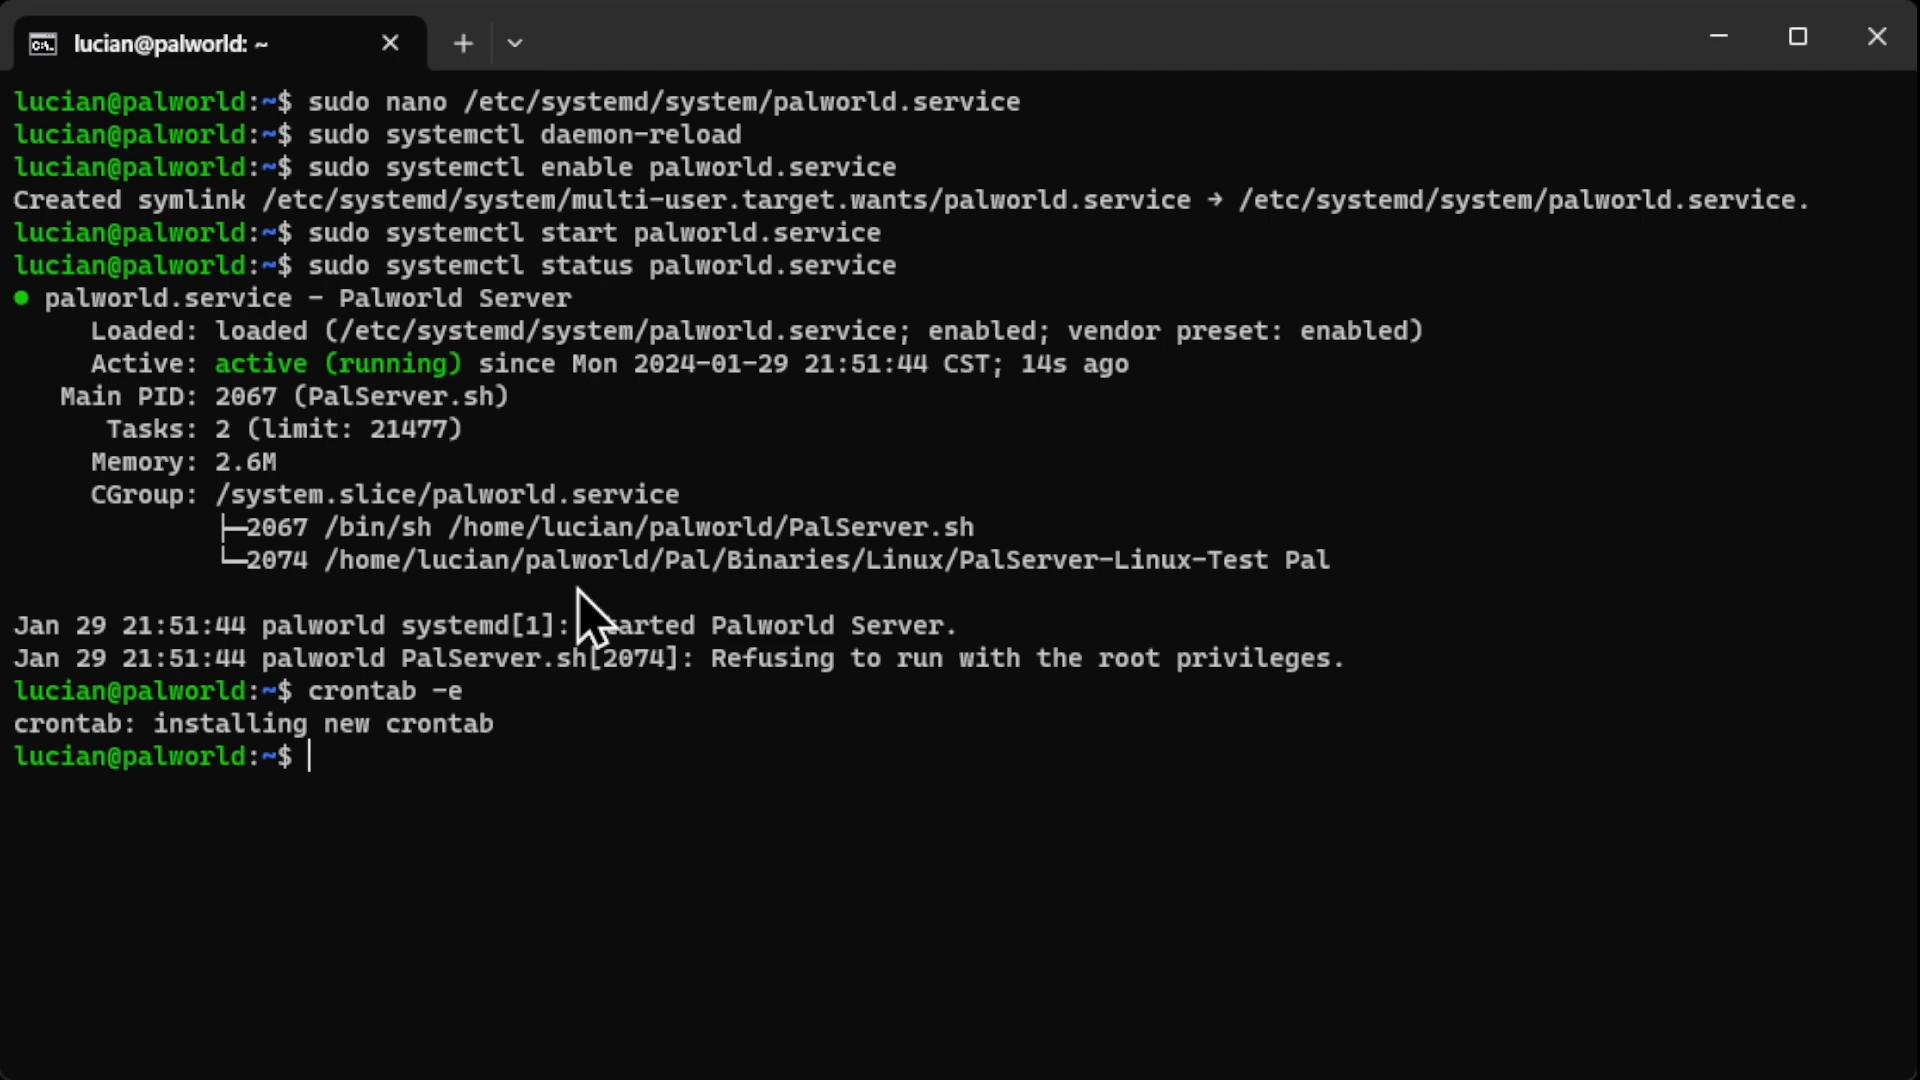 lucian@palworld: ~
lucian@palworld:~$ sudo nano /etc/systemd/system/palworld.service
lucian@palworld:~$ sudo systemctl daemon-reload
lucian@palworld:~$ sudo systemctl enable palworld.service
Created symlink /etc/systemd/system/multi-user.target.wants/palworld.service → /etc/systemd/system/palworld.service.
lucian@palworld:~$ sudo systemctl start palworld.service
lucian@palworld:~$ sudo systemctl status palworld.service
● palworld.service - Palworld Server
Loaded: loaded (/etc/systemd/system/palworld.service; enabled; vendor preset: enabled)
Active: active (running) since Mon 2024-01-29 21:51:44 CST; 14s ago
Main PID: 2067 (PalServer.sh)
Tasks: 2 (limit: 21477)
Memory: 2.6M
CGroup: /system.slice/palworld.service
├─2067 /bin/sh /home/lucian/palworld/PalServer.sh
└─2074 /home/lucian/palworld/Pal/Binaries/Linux/PalServer-Linux-Test Pal
Jan 29 21:51:44 palworld systemd[1]: Started Palworld Server.
Jan 29 21:51:44 palworld PalServer.sh[2074]: Refusing to run with the root privileges.
lucian@palworld:~$ crontab -e
crontab: installing new crontab
lucian@palworld:~$